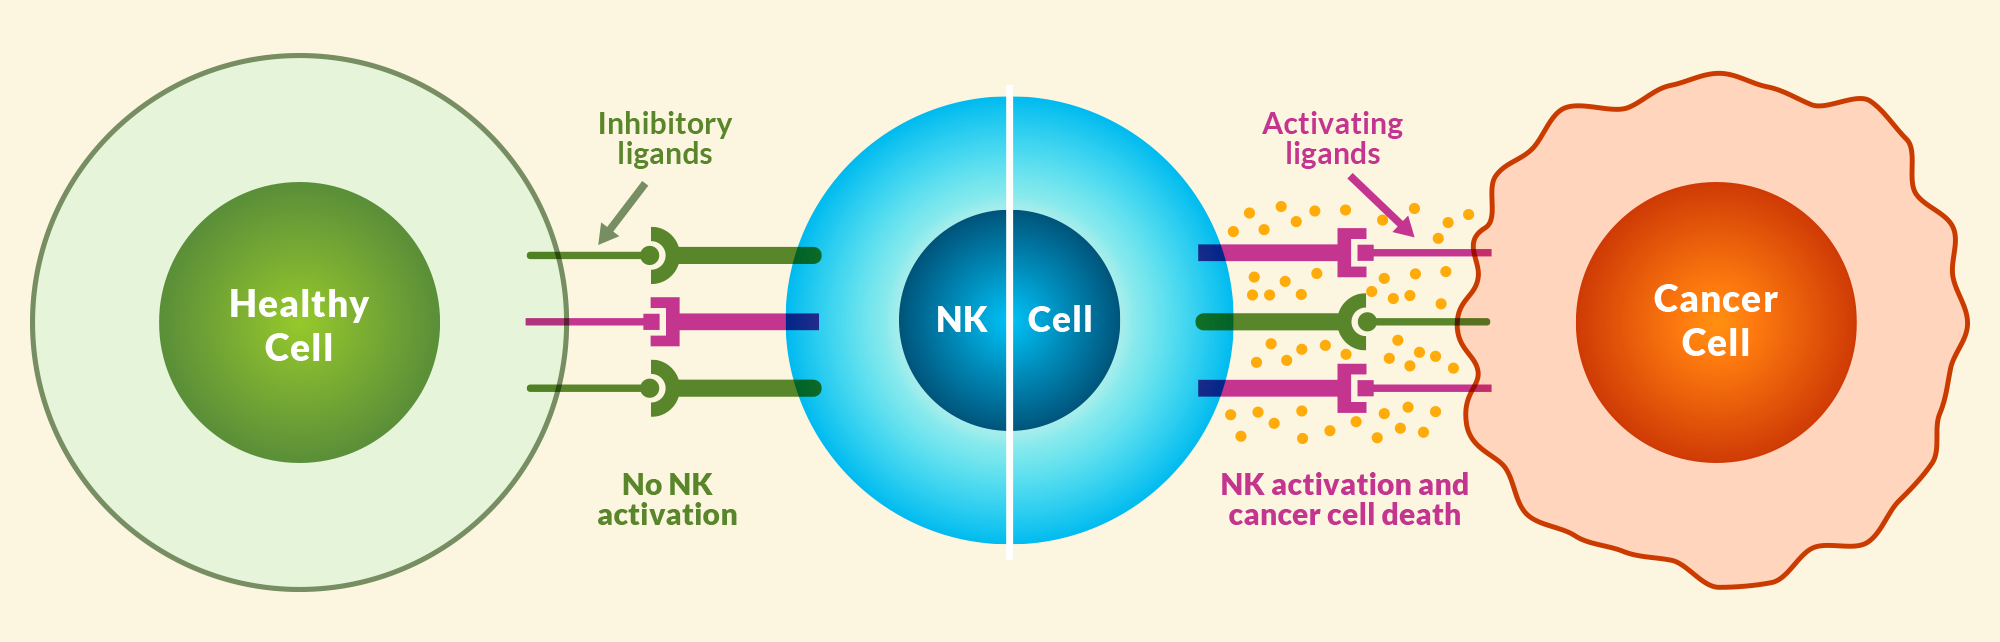 Healthy
Cell
Inhibitory
ligands
No NK
activation
NK Cell
Activating
ligands
NK activation and
cancer cell death
Cancer
Cell